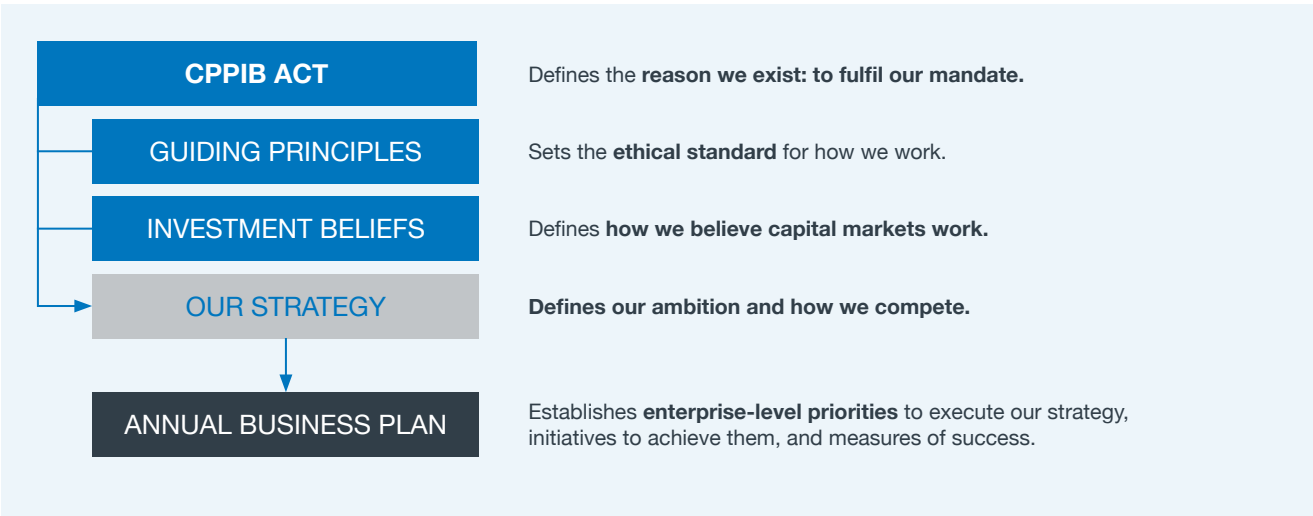 CPPIB ACT
Defines the reason we exist: to fulfil our mandate.
GUIDING PRINCIPLES
Sets the ethical standard for how we work.
INVESTMENT BELIEFS
Defines how we believe capital markets work.
OUR STRATEGY
Defines our ambition and how we compete.
ANNUAL BUSINESS PLAN
Establishes enterprise-level priorities to execute our strategy,
initiatives to achieve them, and measures of success.